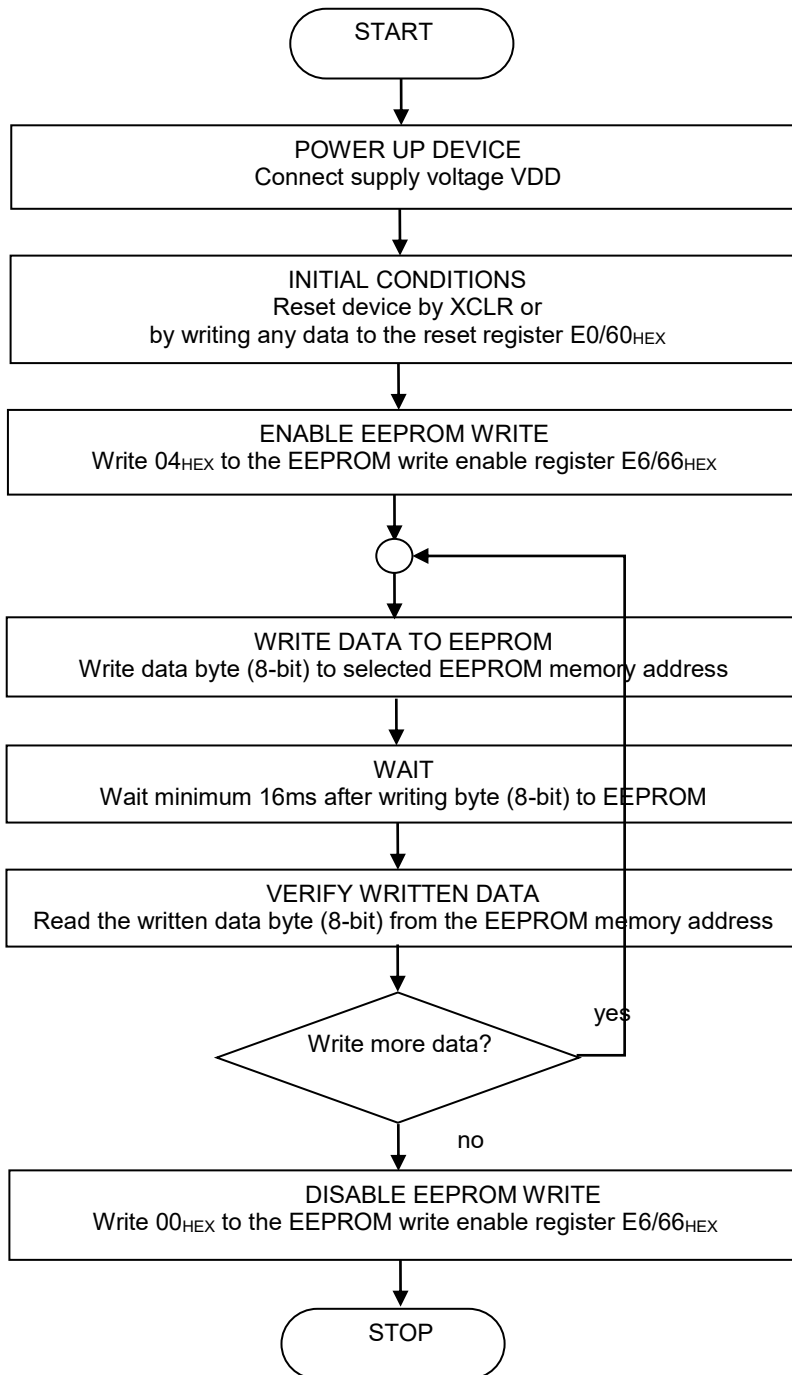 START
POWER UP DEVICE
Connect supply voltage VDD
INITIAL CONDITIONS
Reset device by XCLR or
by writing any data to the reset register E0/60HEX
ENABLE EEPROM WRITE
Write 04HEX to the EEPROM write enable register E6/66HEX
WRITE DATA TO EEPROM
Write data byte (8-bit) to selected EEPROM memory address
WAIT
Wait minimum 16ms after writing byte (8-bit) to EEPROM
VERIFY WRITTEN DATA
Read the written data byte (8-bit) from the EEPROM memory address
yes
Write more data?
no
DISABLE EEPROM WRITE
Write 00HEX to the EEPROM write enable register E6/66HEX
STOP